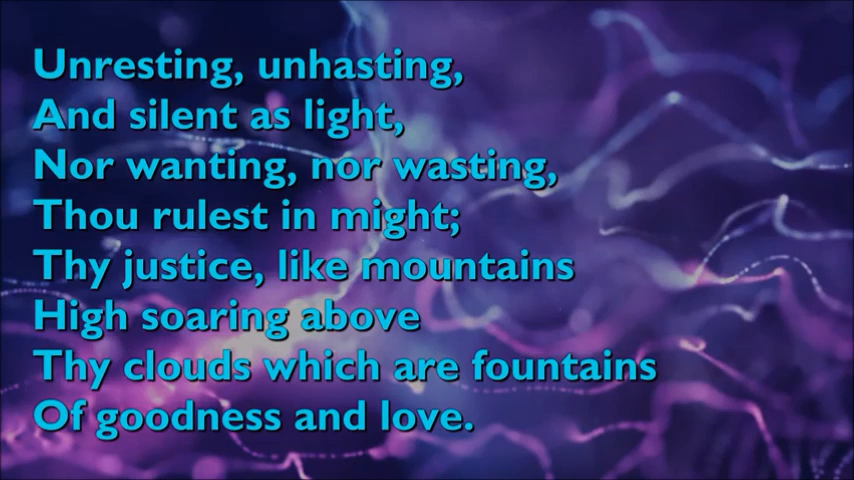 Unresting, unhasting,
And silent as light,
Nor wanting, nor wasting,
Thou rulest in might;
Thy justice, like mountains
High soaring above
Thy clouds which are fountains
Of goodness and love.